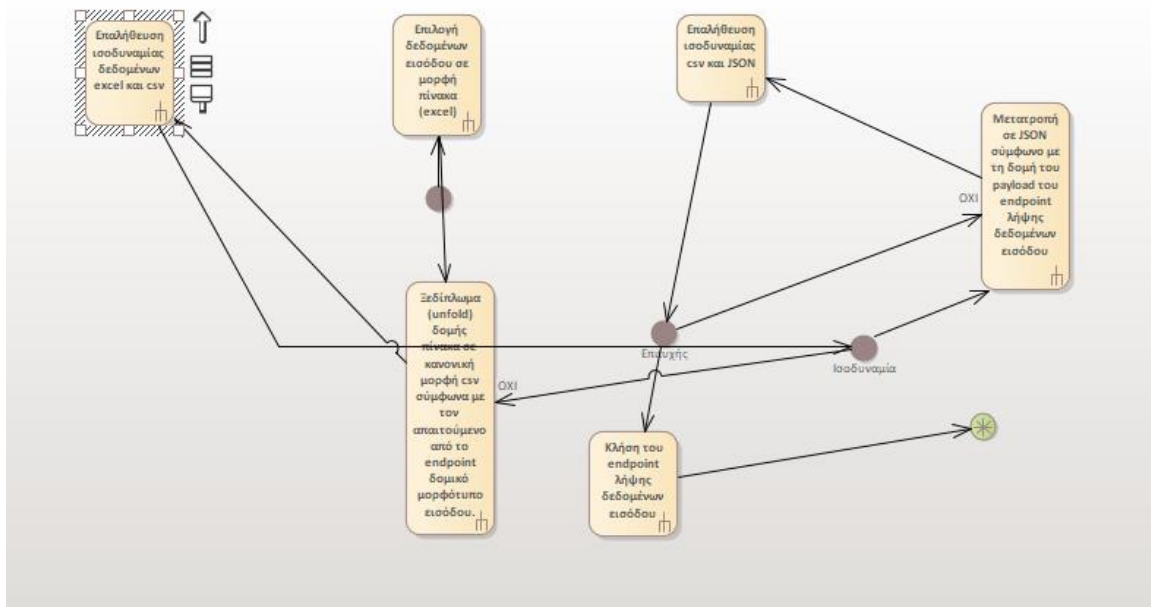 Επαλήθευση
ισοδυναμίας
δεδομένων
excel και csv
Επιλογή
δεδομένων
εισόδου σε
μορφή
πίνακα
(excel)
Επαλήθευση
ισοδυναμίας
csv και JSON
Μετατροπή
σε JSON
σύμφωνο με
τη δομή του
payload του
endpoint
λήψης
δεδομένων
εισόδου
ΟΧΙ
Ξεδίπλωμα
(unfold)
δομής
πίνακα σε
κανονική
μορφή csv
σύμφωνα με
τον
απαιτούμενο
από το
endpoint
δομικό
μορφότυπο
εισόδου.
ΟΧΙ
Επιτυχής
Ισοδυναμία
Κλήση του
endpoint
λήψης
δεδομένων
εισόδου